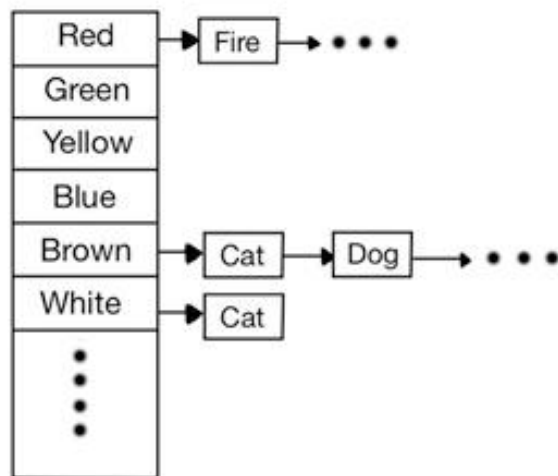 Red Fire
Green
Yellow
Blue
Brown Cat Dog
White Cat